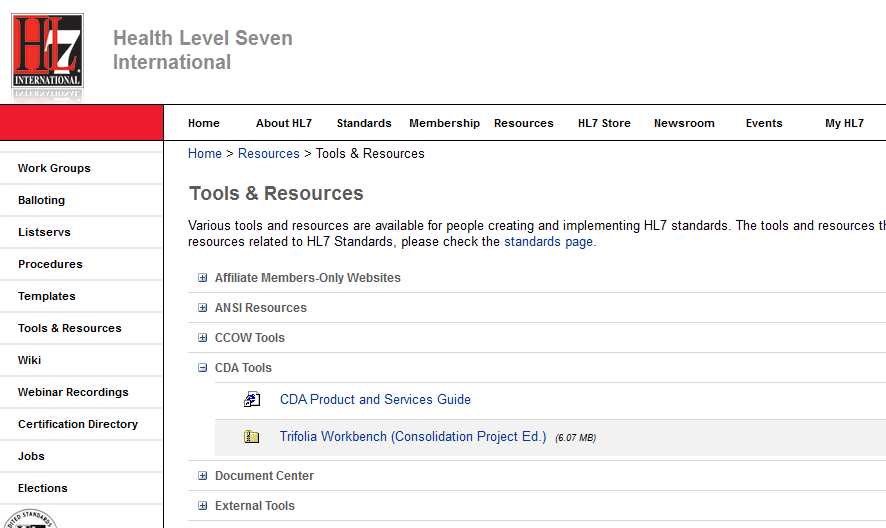 HL7
INTERNATIONAL
Health Level Seven
International
Home About HL7 Standards Membership Resources HL7 Store Newsroom Events My HL7
Work Groups
Balloting
Listservs
Procedures
Templates
Tools & Resources
Wiki
Webinar Recordings
Certification Directory
Jobs
Elections
Home > Resources > Tools & Resources
Tools & Resources
Various tools and resources are available for people creating and implementing HL7 standards. The tools and resources th
resources related to HL7 Standards, please check the standards page.
Affiliate Members-Only Websites
ANSI Resources
CCOW Tools
CDA Tools
CDA Product and Services Guide
Trifolia Workbench (Consolidation Project Ed.) (6.07 MB)
Document Center
External Tools